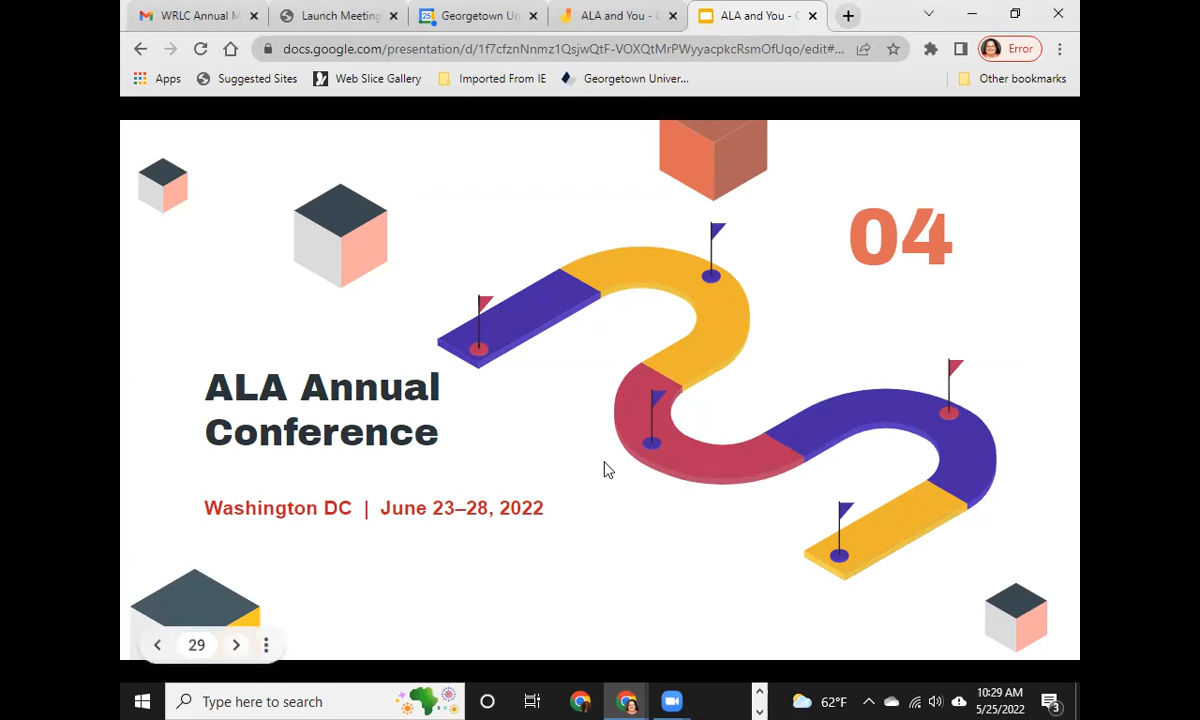 WRLC Annual M
Launch Meeting
25
Georgetown Un
ALA and You - G
ALA and You - G
docs.google.com/presentation/d/1f7cfznNnmz1QsjwQtF-VOXQtMrPWyyacpkcRsmOfUqo/edit#...
Error
Apps
Suggested Sites
Web Slice Gallery
Imported From IE
Georgetown Univer...
Other bookmarks
04
ALA Annual
Conference
Washington DC | June 23–28, 2022
29
Type here to search
62°F
10:29 AM
5/25/2022
3